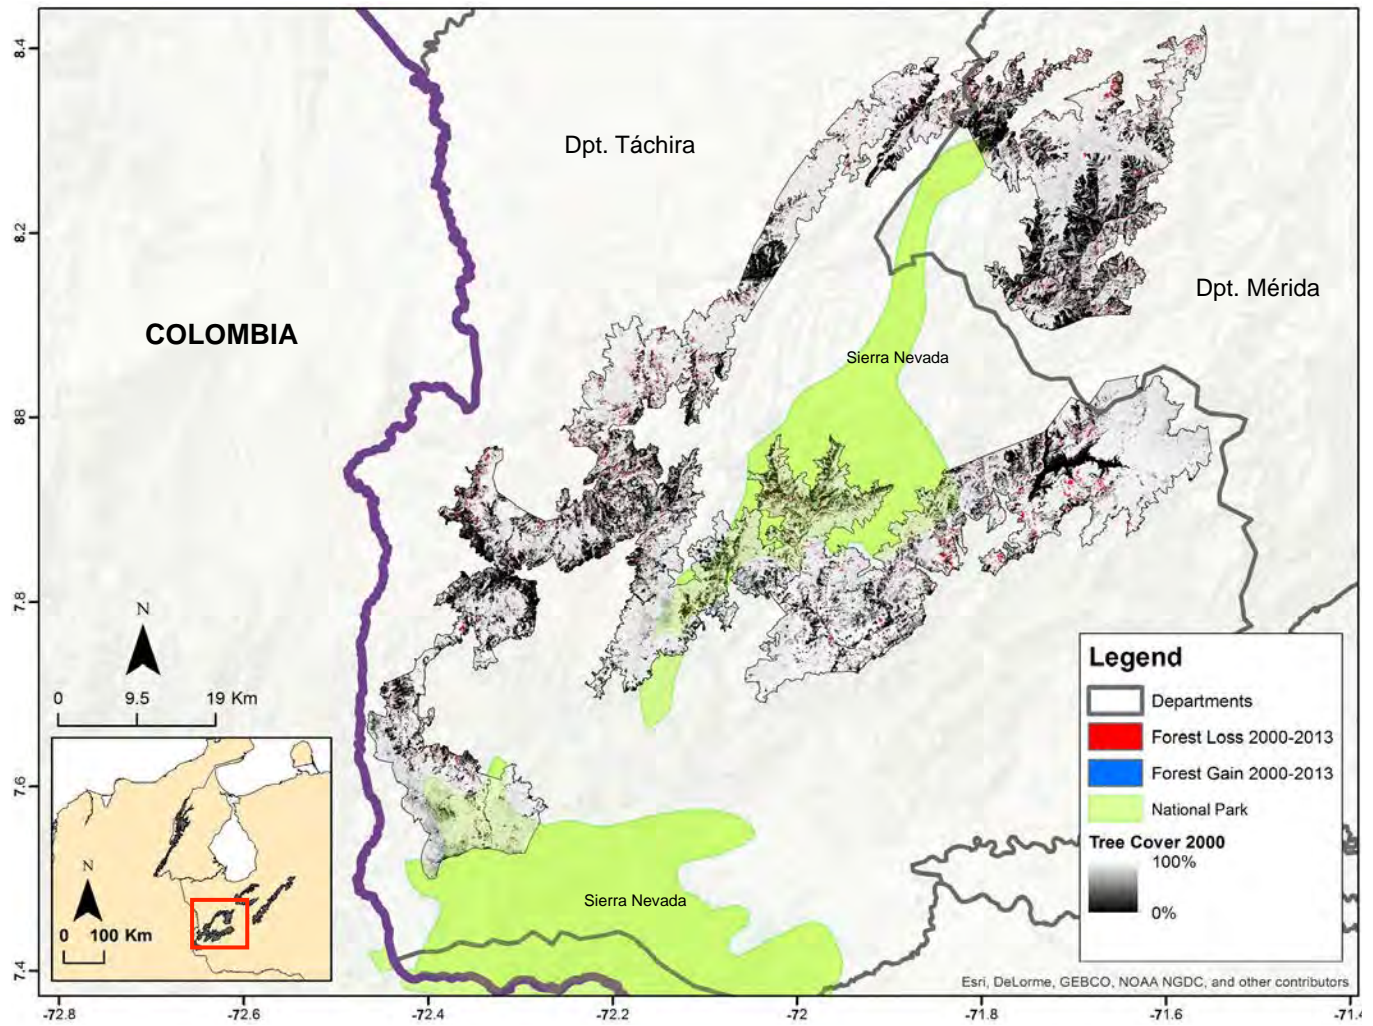 8.4
8.2
8
7.8
7.6
7.4
Dpt. Táchira
Dpt. Mérida
COLOMBIA
Sierra Nevada
Sierra Nevada
N
0 9.5 19 Km
N
0 100 Km
Legend
Departments
Forest Loss 2000-2013
Forest Gain 2000-2013
National Park
Tree Cover 2000
100%
0%
Esri, DeLorme, GEBCO, NOAA NGDC, and other contributors
-72.8 -72.6 -72.4 -72.2 -72 -71.8 -71.6 -71.4